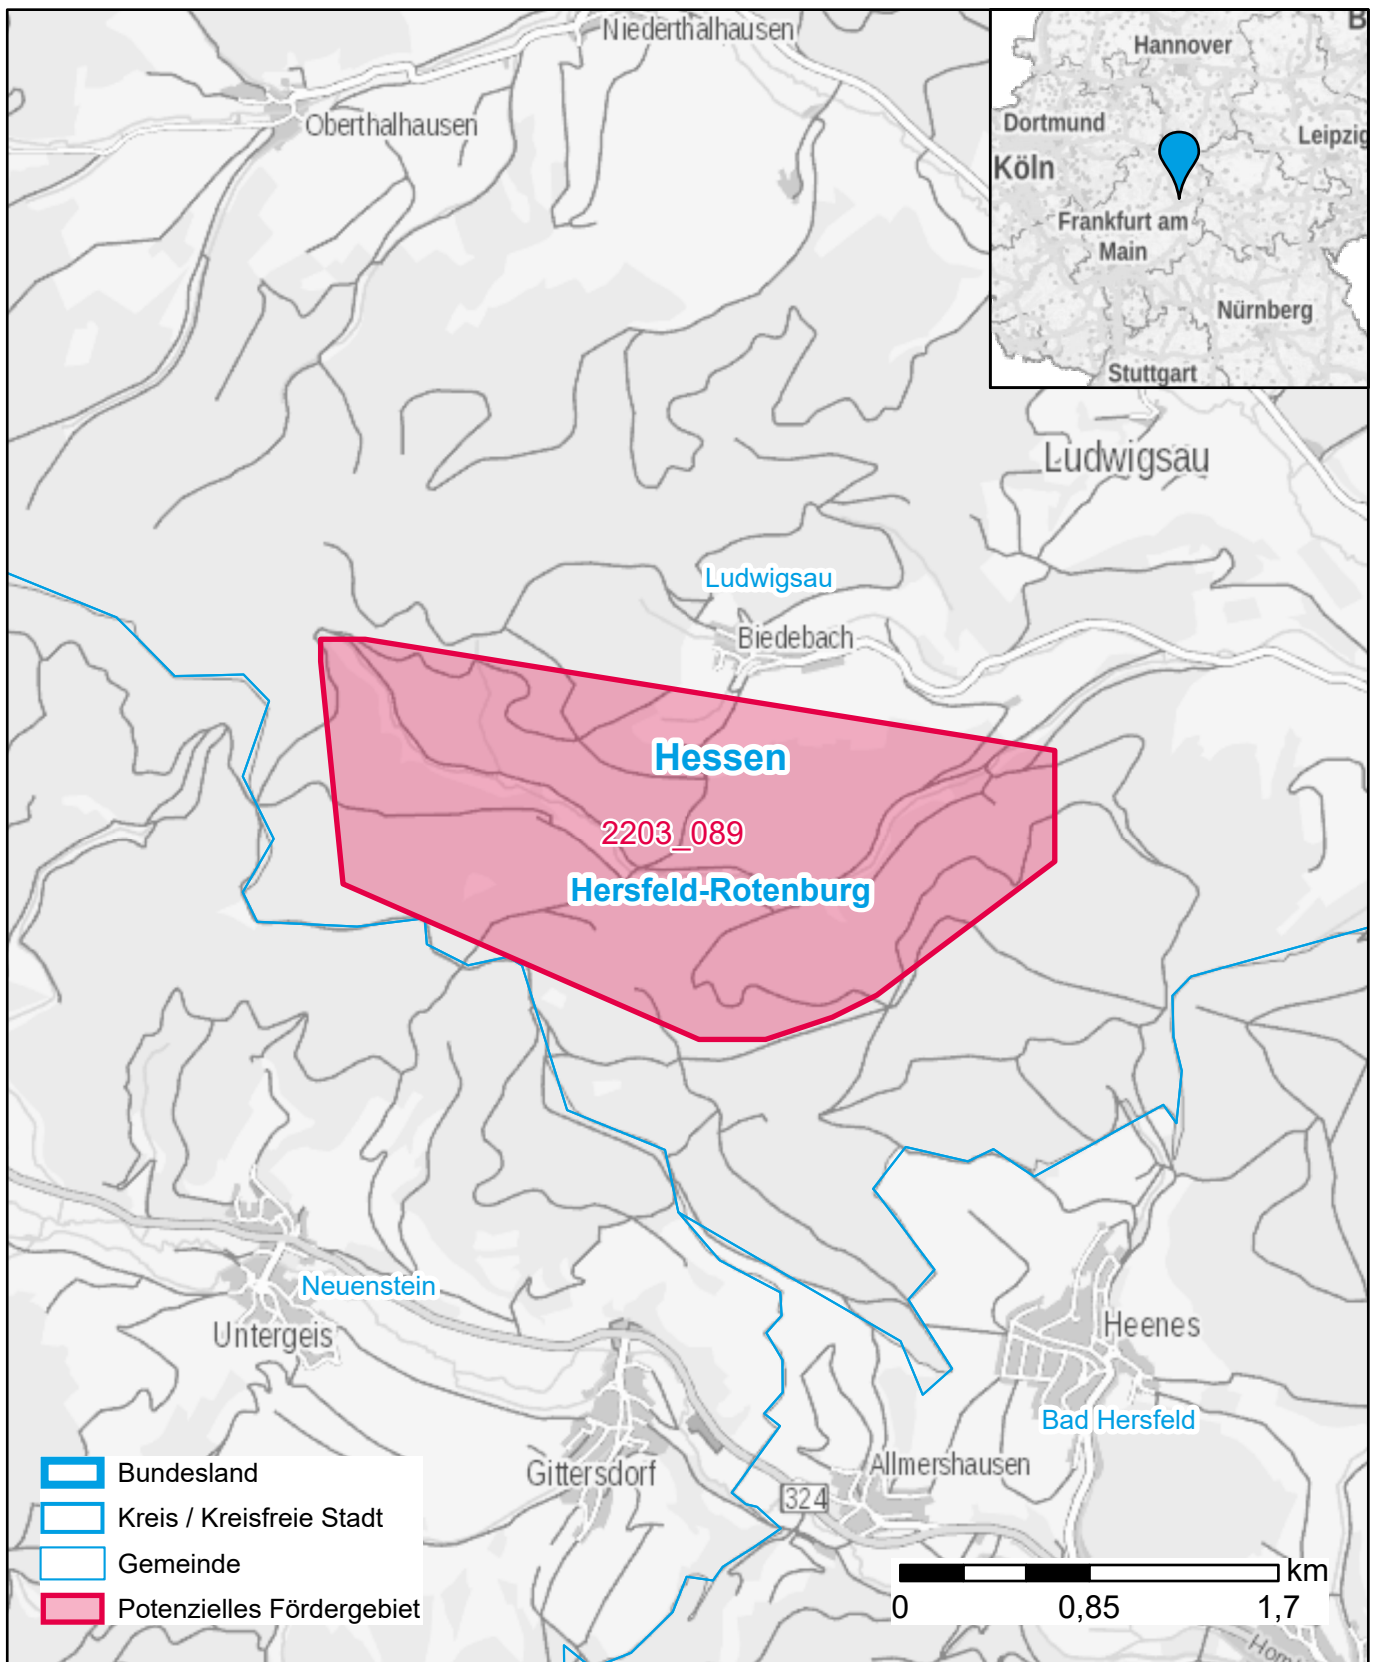 Niederthalhausen
Oberthalhausen
B
Hannover
Dortmund
Leipzig
Köln
Frankfurt am
Main
Nürnberg
Stuttgart
Ludwigsau
Ludwigsau
Biedebach
Hessen
2203_089
Hersfeld-Rotenburg
Neuenstein
Untergeis
Heenes
Bad Hersfeld
Gittersdorf
Allmershausen
324
Bundesland
Kreis / Kreisfreie Stadt
Gemeinde
Potenzielles Fördergebiet
km
0
0,85
1,7